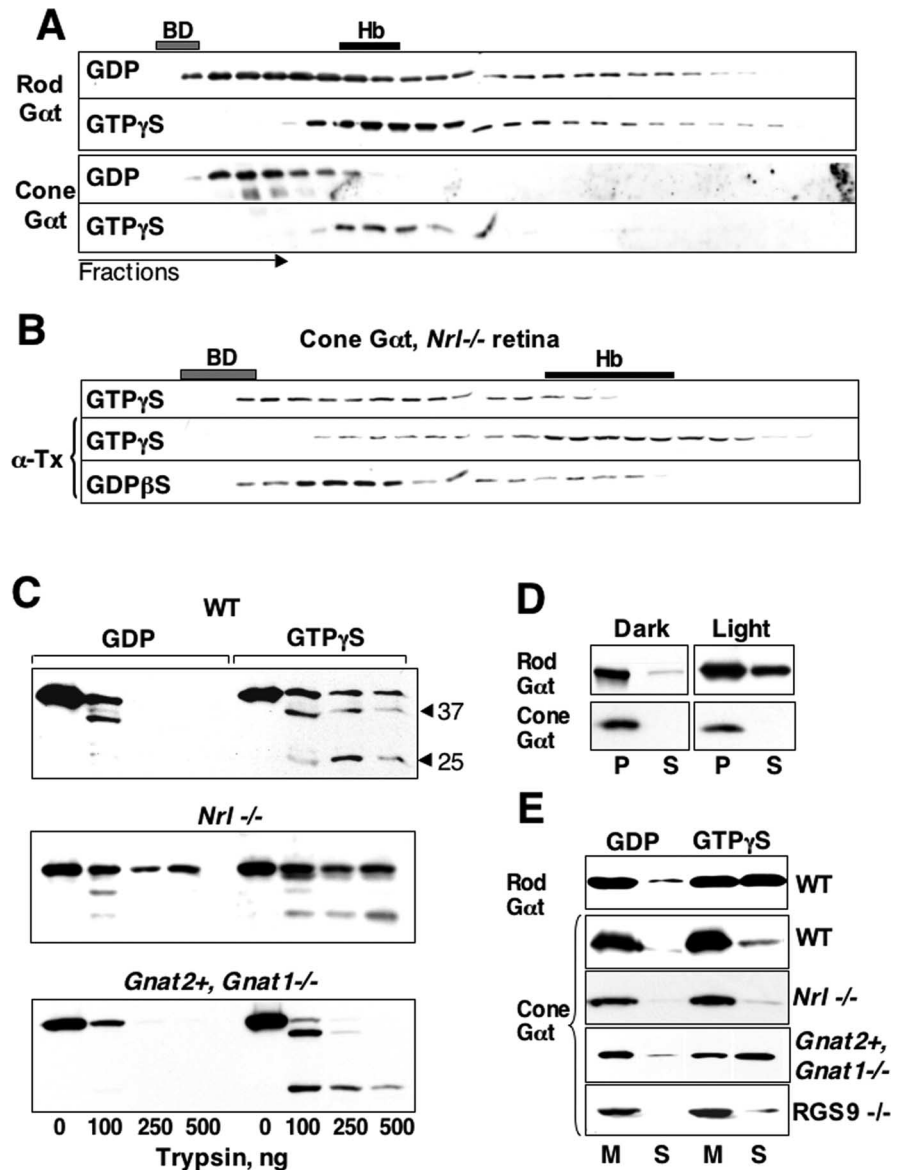 A
BD Hb
Rod
Gαt
GDP
GTPγS
Cone
Gαt
GDP
GTPγS
Fractions
B
Cone Gαt, Nrl-/- retina
BD Hb
GTPγS
α-Tx
GTPγS
GDPβS
C
WT
GDP GTPγS
37
25
Nrl -/-
Gnat2+, Gnat1-/-
0 100 250 500 0 100 250 500
Trypsin, ng
D
Dark Light
Rod
Gαt
Cone
Gαt
P S P S
E
GDP GTPγS
Rod
Gαt
WT
Cone
Gαt
WT
Nrl -/-
Gnat2+,
Gnat1-/-
RGS9 -/-
M S M S